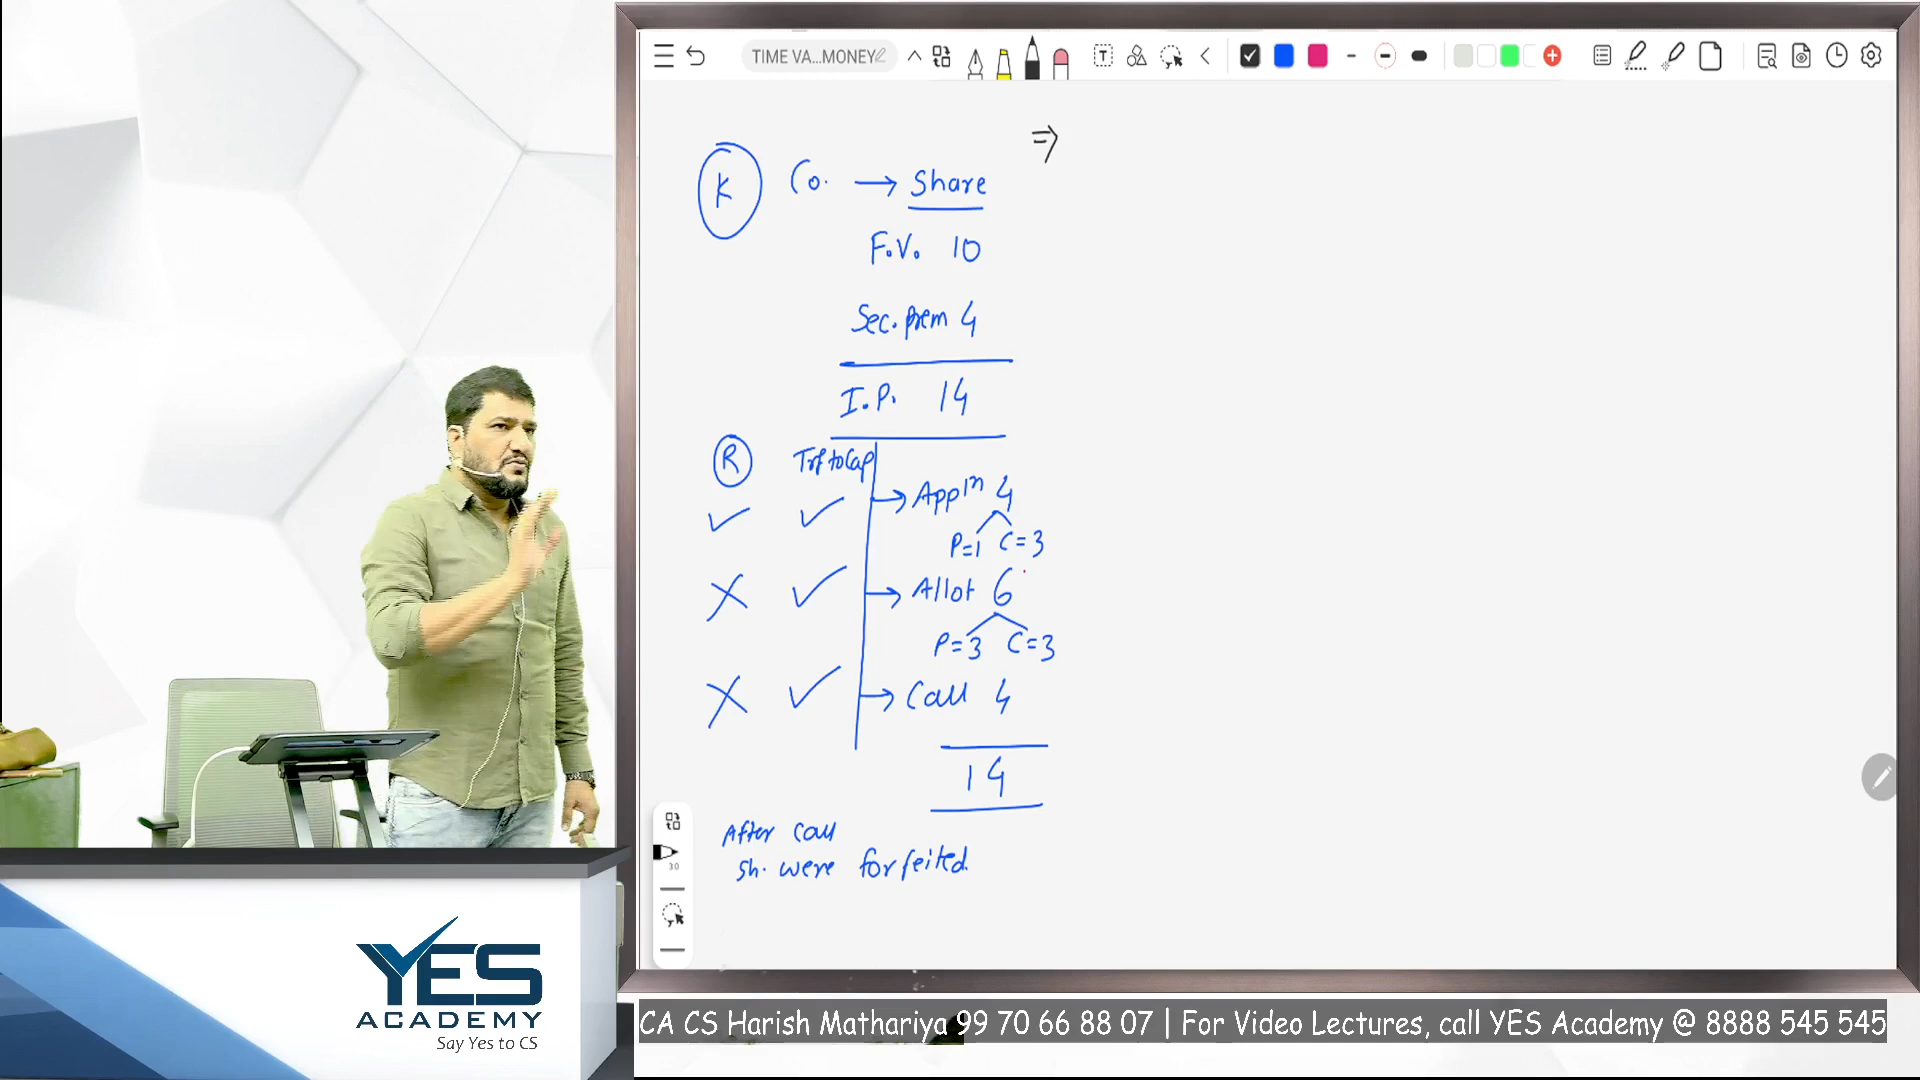 TIME VA...MONEY
⇒
K Co. → Share
F.V. 10
Sec. Prem 4
I.P. 14
R Trf to Cap
→ Appln 4
P=1 C=3
→ Allot 6
P=3 C=3
→ Call 4
14
After Call
Sh. were forfeited.
30
YES
ACADEMY
Say Yes to CS
CA CS Harish Mathariya 99 70 66 88 07 | For Video Lectures, call YES Academy @ 8888 545 545